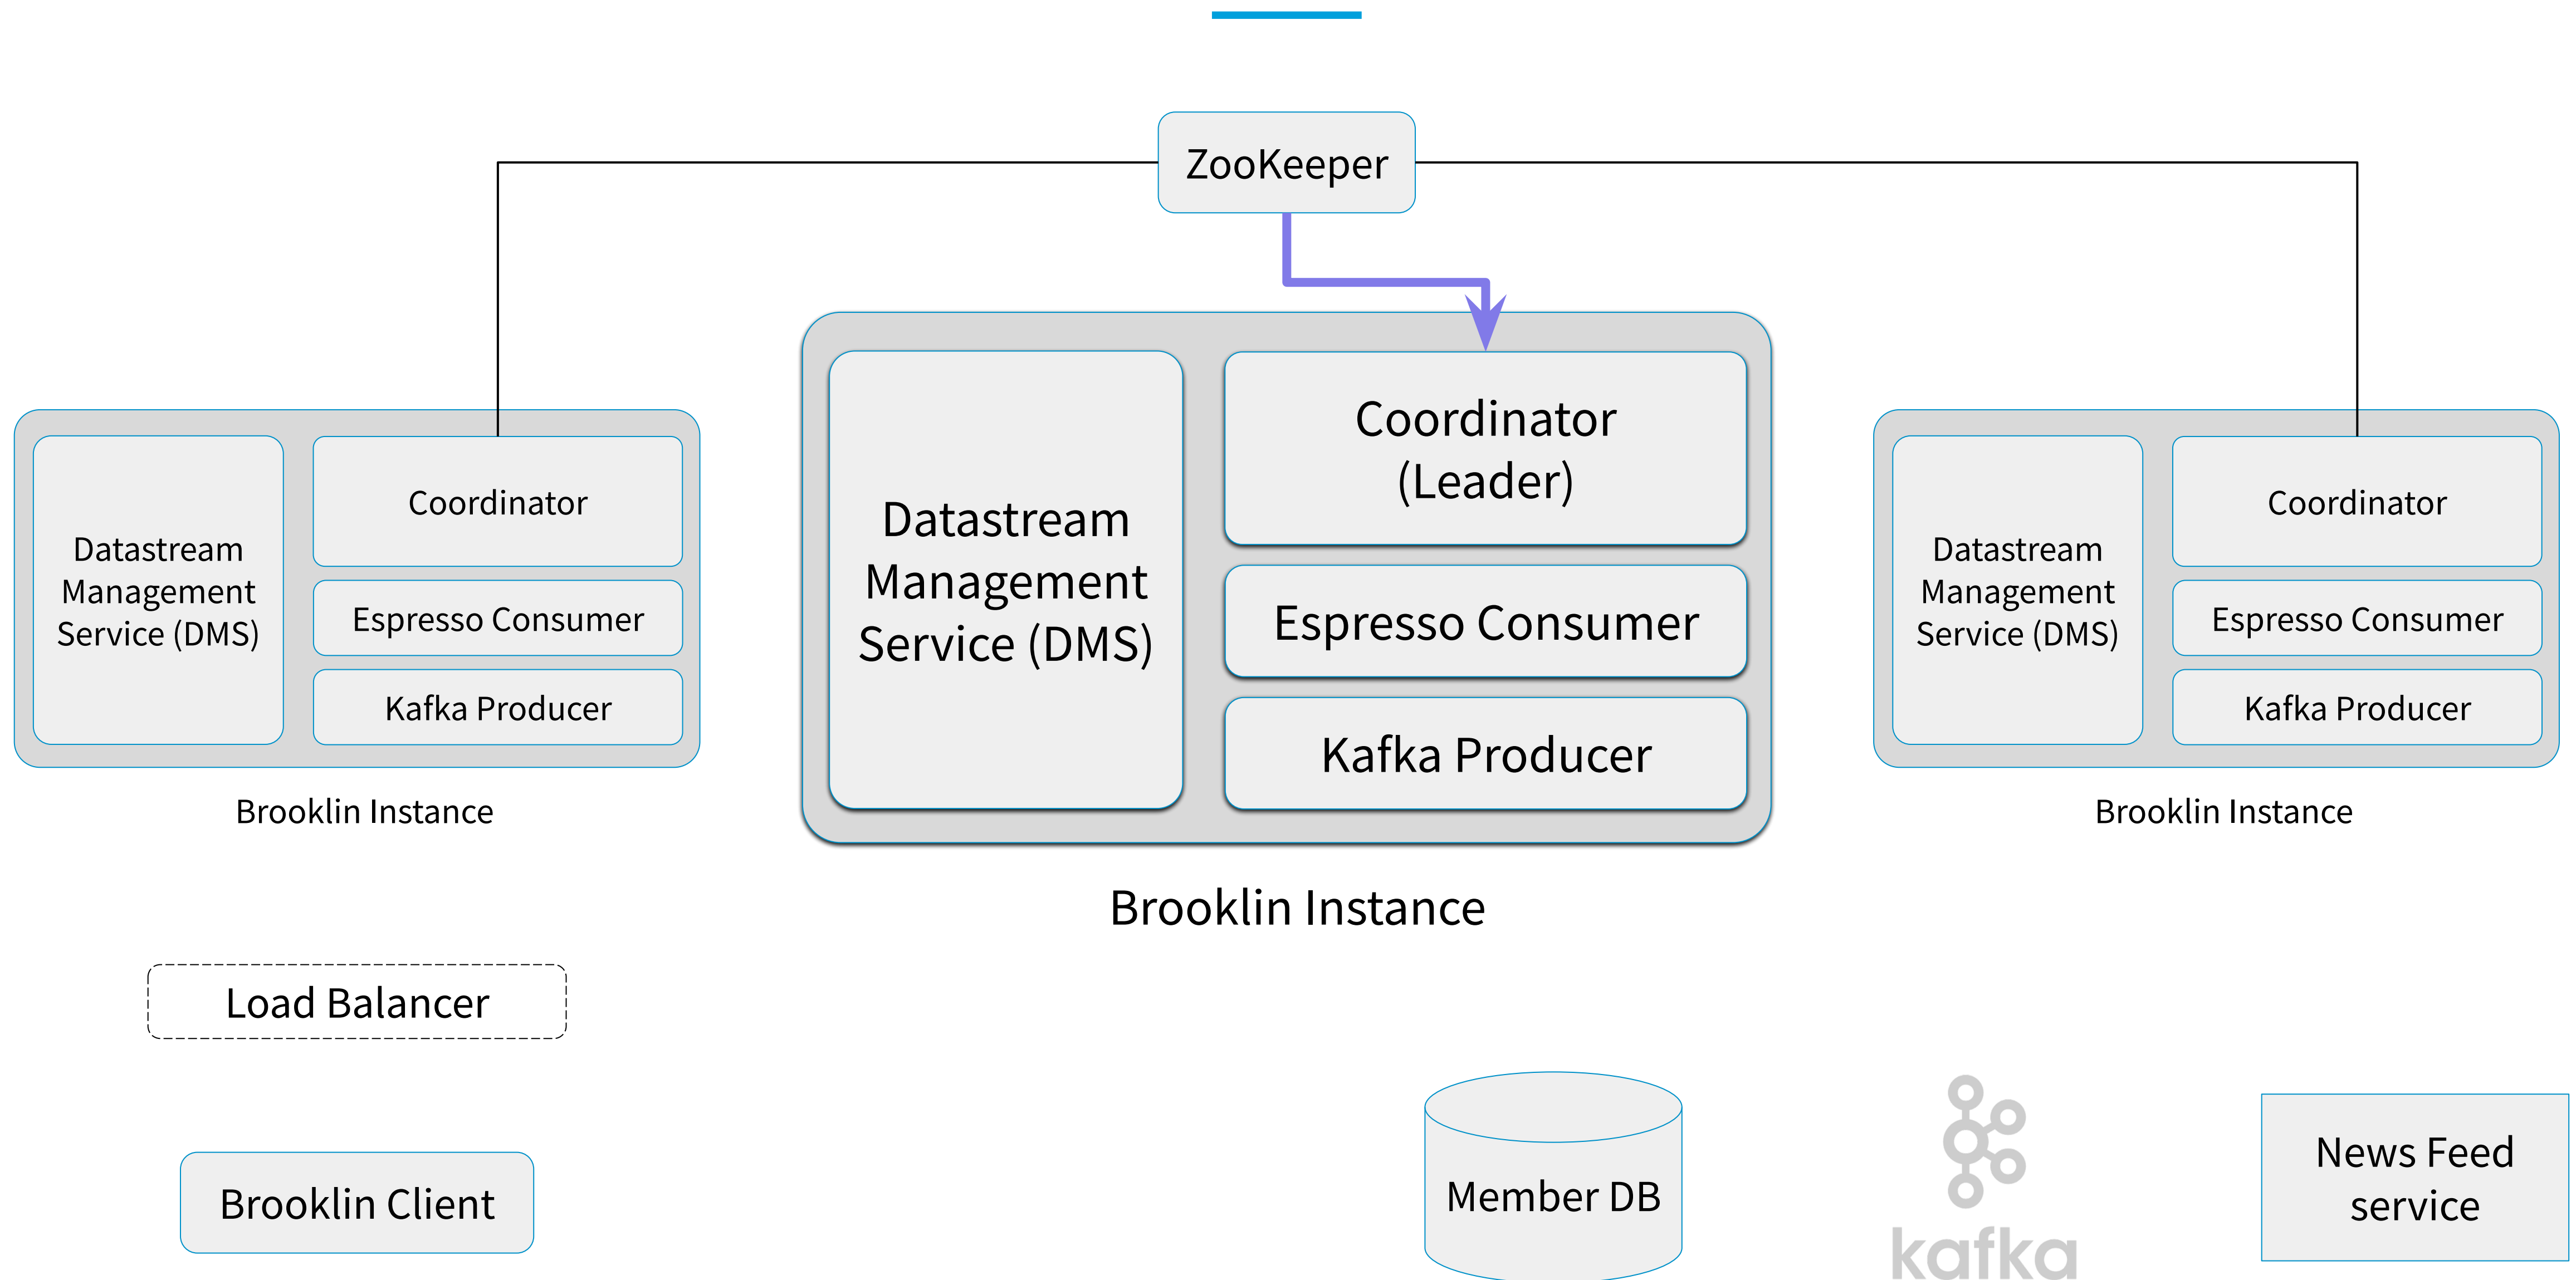 ZooKeeper
Datastream
Management
Service (DMS)
Coordinator
Espresso Consumer
Kafka Producer
Brooklin Instance
Datastream
Management
Service (DMS)
Coordinator
(Leader)
Espresso Consumer
Kafka Producer
Brooklin Instance
Datastream
Management
Service (DMS)
Coordinator
Espresso Consumer
Kafka Producer
Brooklin Instance
Load Balancer
Brooklin Client
Member DB
kafka
News Feed
service